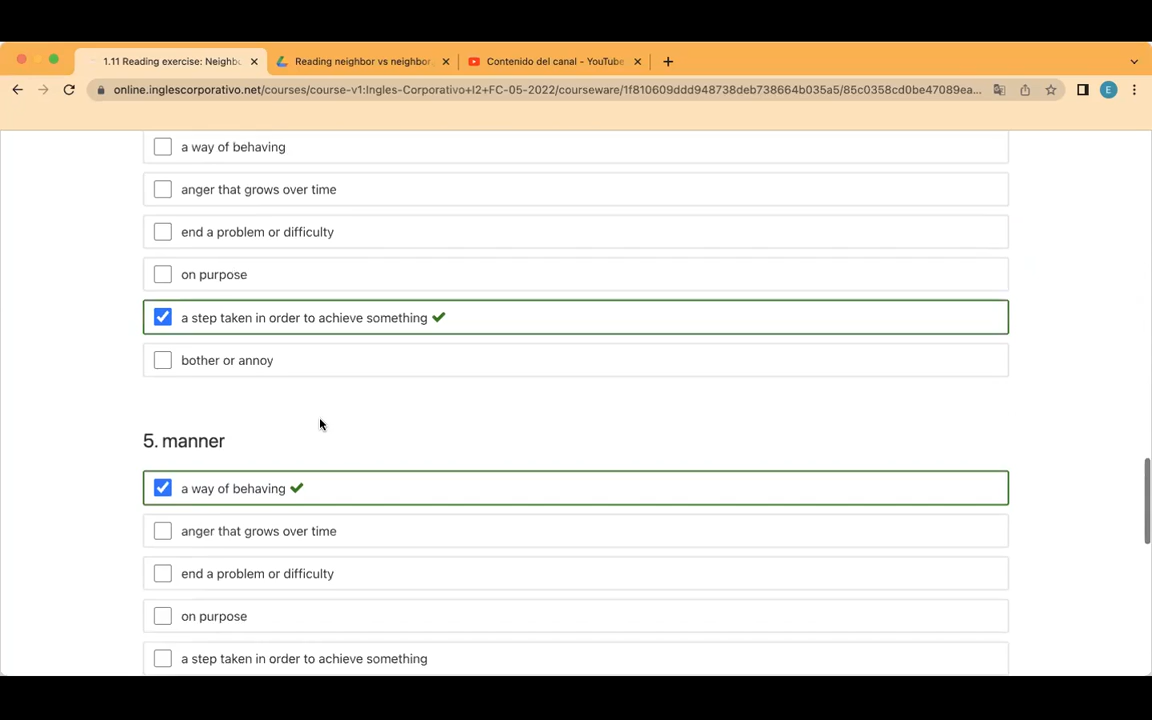 1.11 Reading exercise: Neighb
Reading neighbor vs neighbor
Contenido del canal - YouTube
online.inglescorporativo.net/courses/course-v1:Ingles-Corporativo+I2+FC-05-2022/courseware/1f810609ddd948738deb738664b035a5/85c0358cd0be47089ea...
E
a way of behaving
anger that grows over time
end a problem or difficulty
on purpose
a step taken in order to achieve something
bother or annoy
5. manner
a way of behaving
anger that grows over time
end a problem or difficulty
on purpose
a step taken in order to achieve something